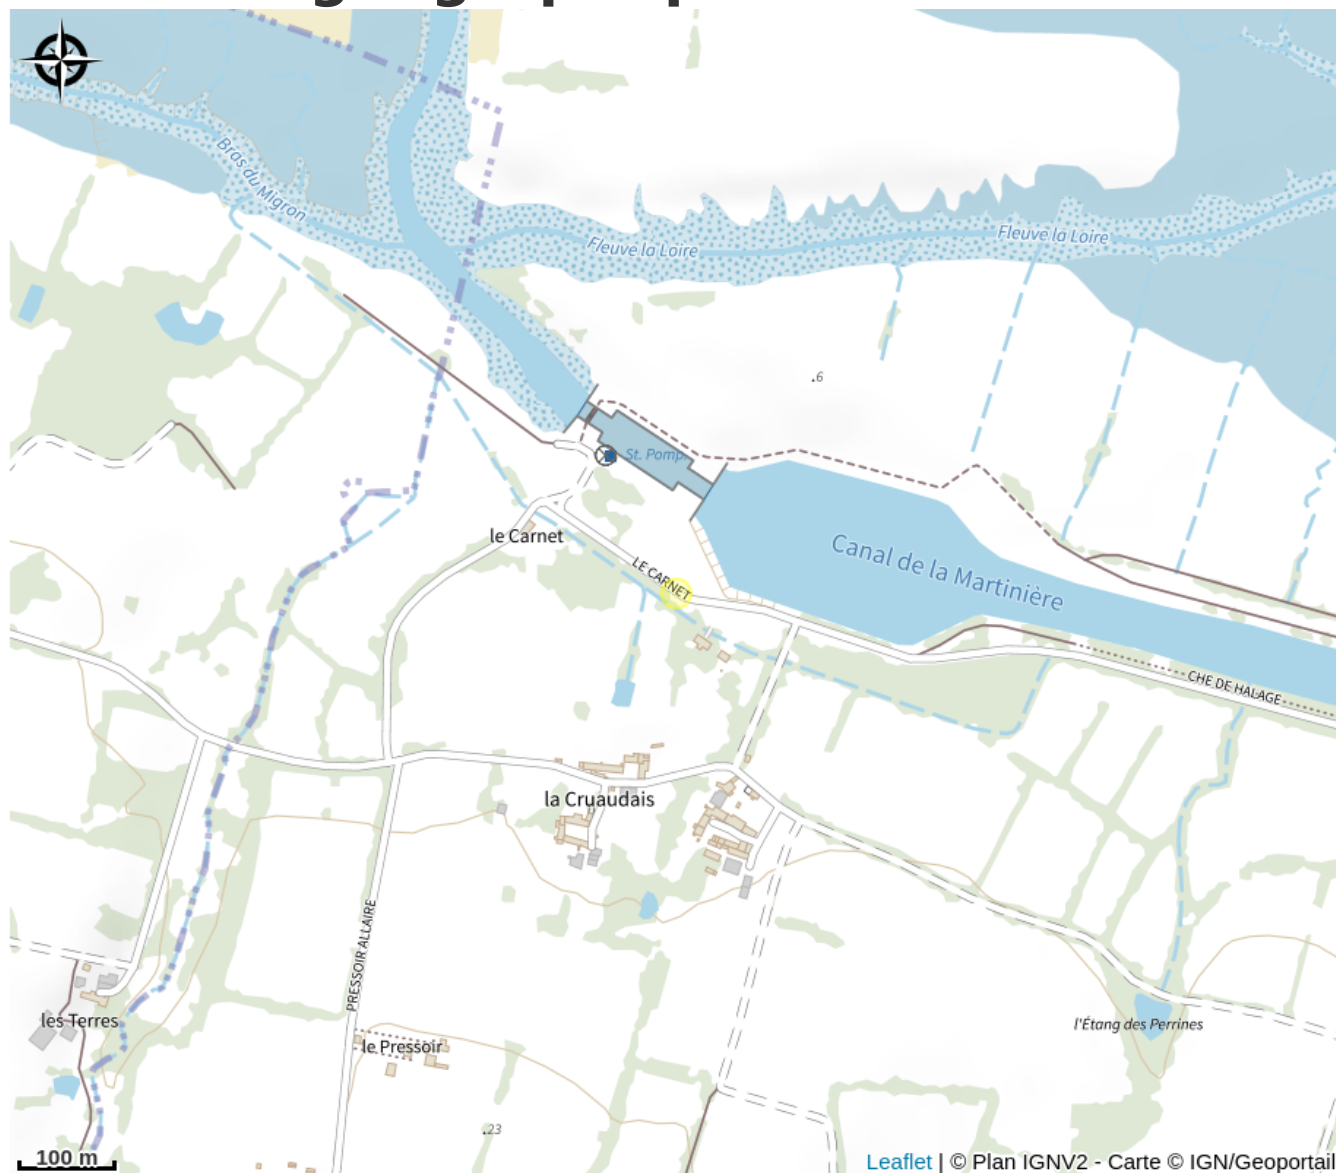 Bras du Migron
Fleuve la Loire
Fleuve la Loire
.6
St. Pomp.
le Carnet
LE CARNET
Canal de la Martinière
CHE DE HALAGE
la Cruaudais
PRESSOIR ALLAIRE
les Terres
l'Étang des Perrines
le Pressoir
.23
100 m
Leaflet | © Plan IGNV2 - Carte © IGN/Geoportail